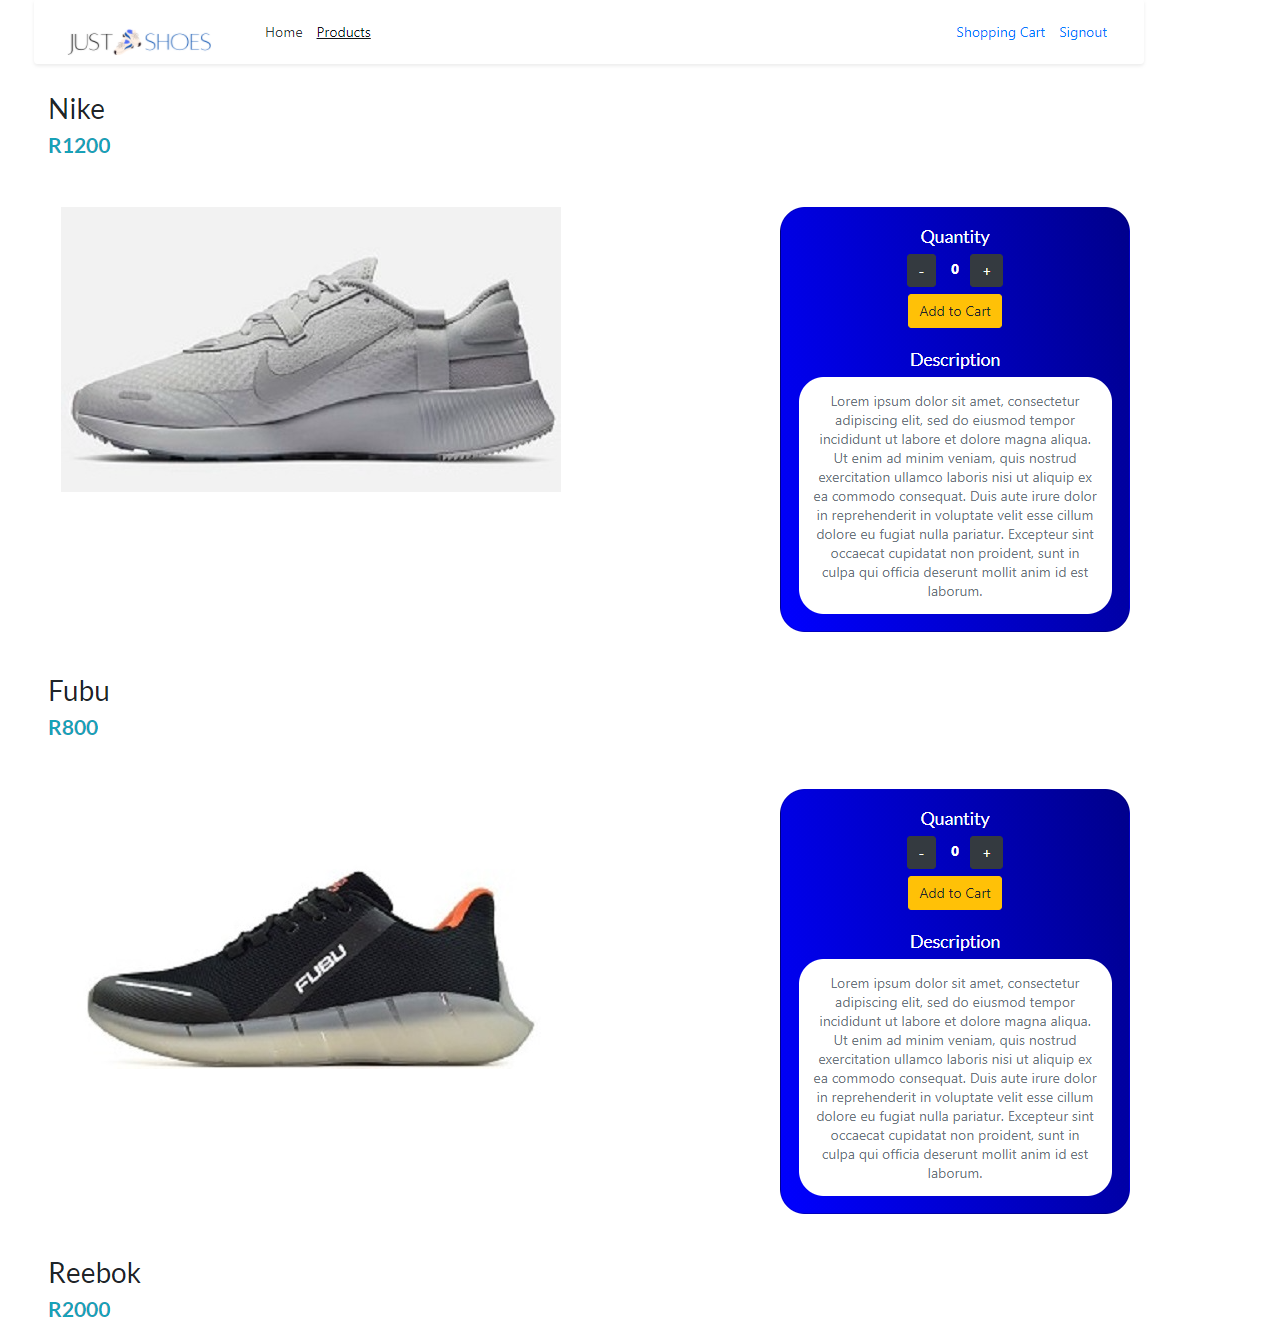 JUST SHOES
Home Products
Shopping Cart Signout
Nike
R1200
Quantity
- 0 +
Add to Cart
Description
Lorem ipsum dolor sit amet, consectetur
adipiscing elit, sed do eiusmod tempor
incididunt ut labore et dolore magna aliqua.
Ut enim ad minim veniam, quis nostrud
exercitation ullamco laboris nisi ut aliquip ex
ea commodo consequat. Duis aute irure dolor
in reprehenderit in voluptate velit esse cillum
dolore eu fugiat nulla pariatur. Excepteur sint
occaecat cupidatat non proident, sunt in
culpa qui officia deserunt mollit anim id est
laborum.
Fubu
R800
FUBU
Quantity
- 0 +
Add to Cart
Description
Lorem ipsum dolor sit amet, consectetur
adipiscing elit, sed do eiusmod tempor
incididunt ut labore et dolore magna aliqua.
Ut enim ad minim veniam, quis nostrud
exercitation ullamco laboris nisi ut aliquip ex
ea commodo consequat. Duis aute irure dolor
in reprehenderit in voluptate velit esse cillum
dolore eu fugiat nulla pariatur. Excepteur sint
occaecat cupidatat non proident, sunt in
culpa qui officia deserunt mollit anim id est
laborum.
Reebok
R2000